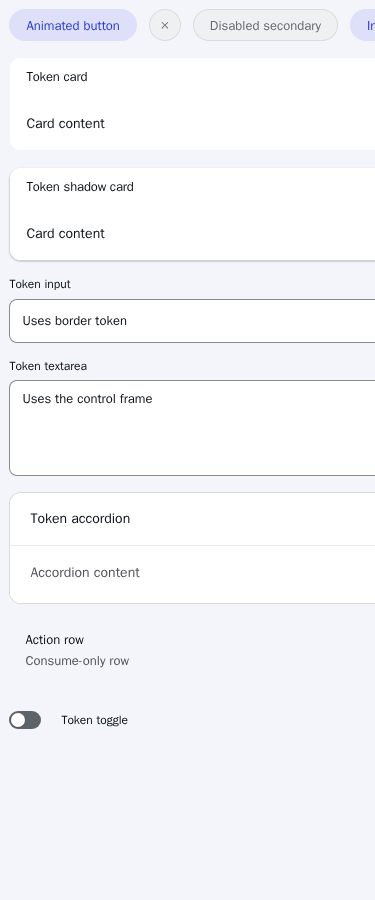 Animated button × Disabled secondary In
Token card
Card content
Token shadow card
Card content
Token input
Uses border token
Token textarea
Uses the control frame
Token accordion
Accordion content
Action row
Consume-only row
Token toggle